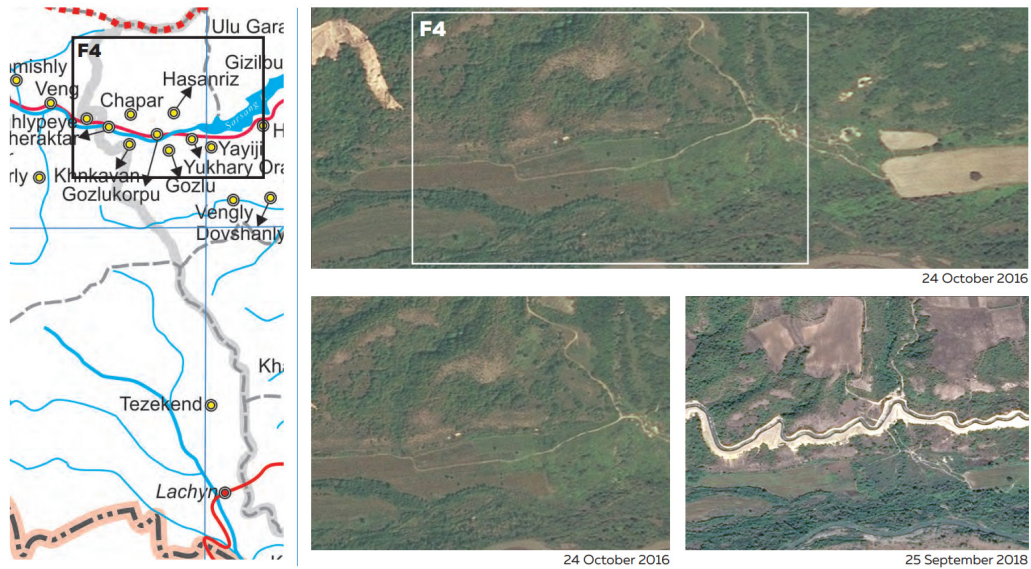 F4
Ulu Gara
Gizilbu
mishly
Veng
Hasanriz
Chapar
Sarsang
hlypeye
heraktar
H
Yayiji
Yukhary Ora
rly
Khnkavan
Gozlu
Gozlukorpu
Vengly
Dovshanly
Kha
Tezekend
Lachyn
K
F4
24 October 2016
24 October 2016
25 September 2018